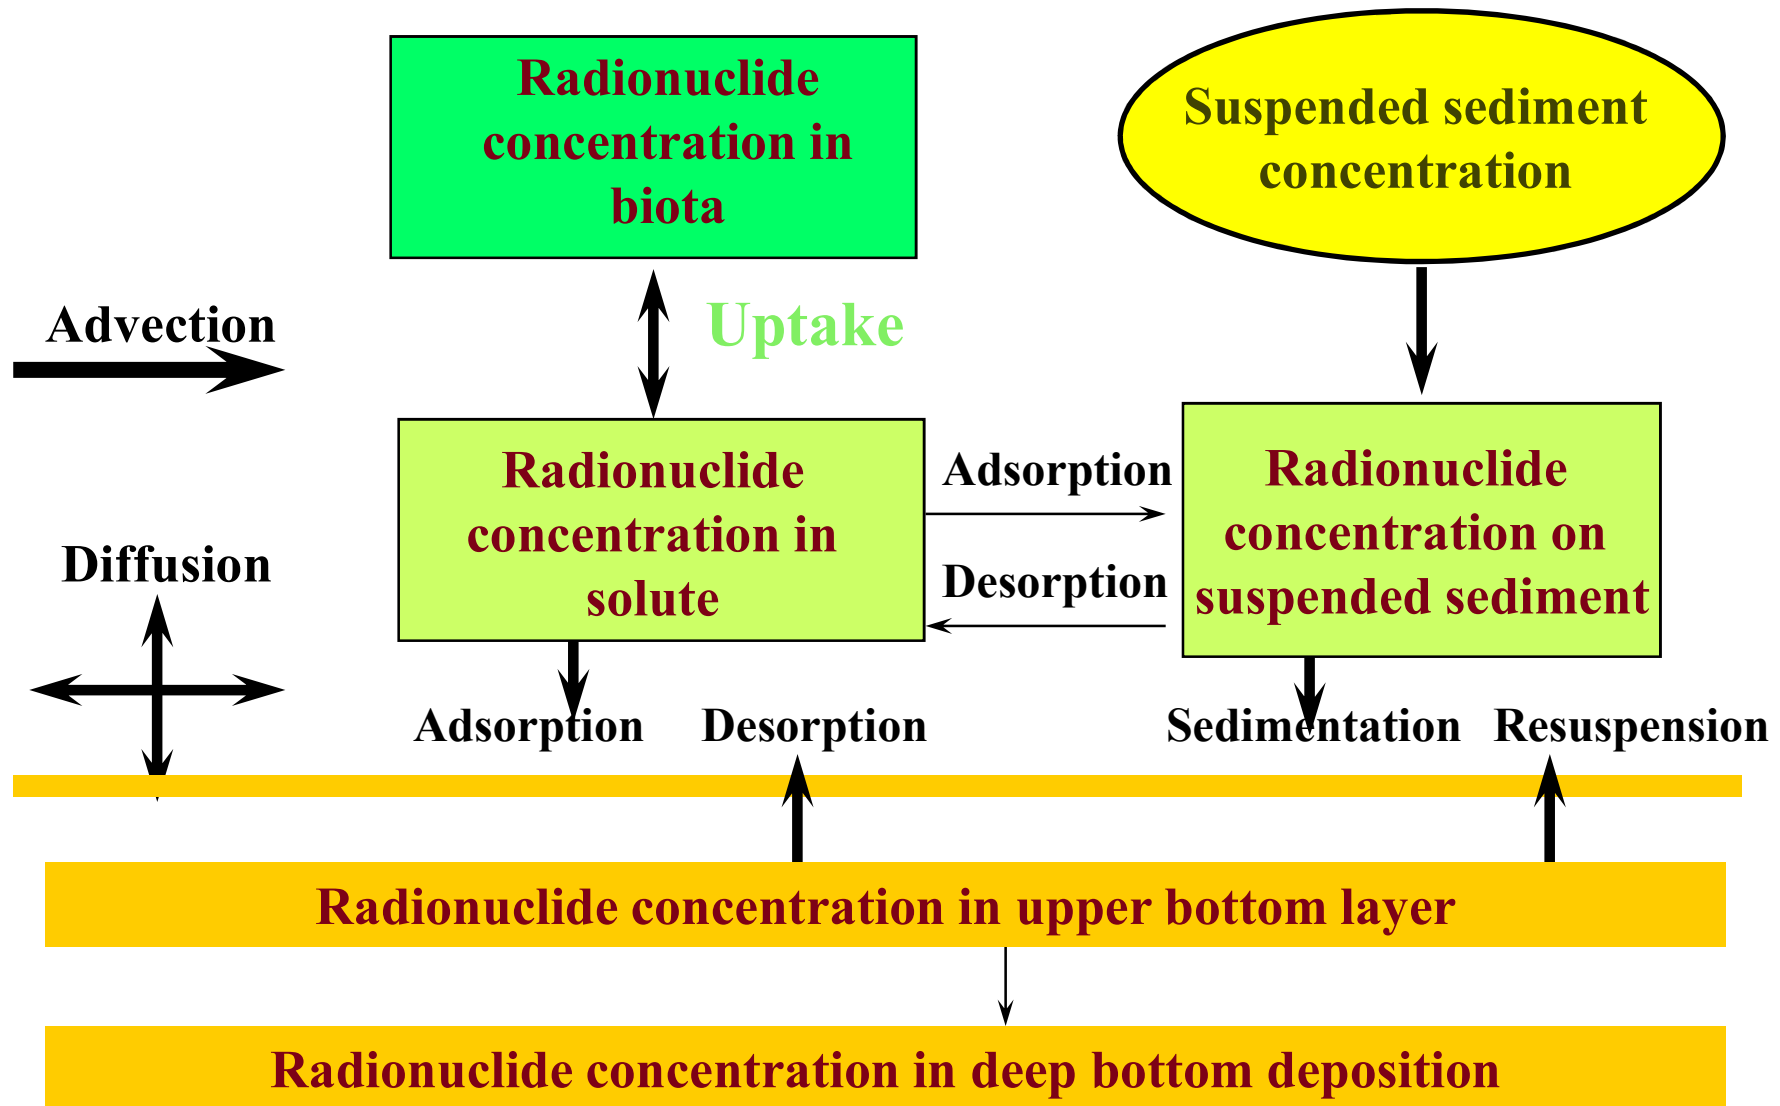 Radionuclide
concentration in
biota
Suspended sediment
concentration
Advection
Uptake
Radionuclide
concentration in
solute
Adsorption
Desorption
Radionuclide
concentration on
suspended sediment
Diffusion
Adsorption
Desorption
Sedimentation
Resuspension
Radionuclide concentration in upper bottom layer
Radionuclide concentration in deep bottom deposition